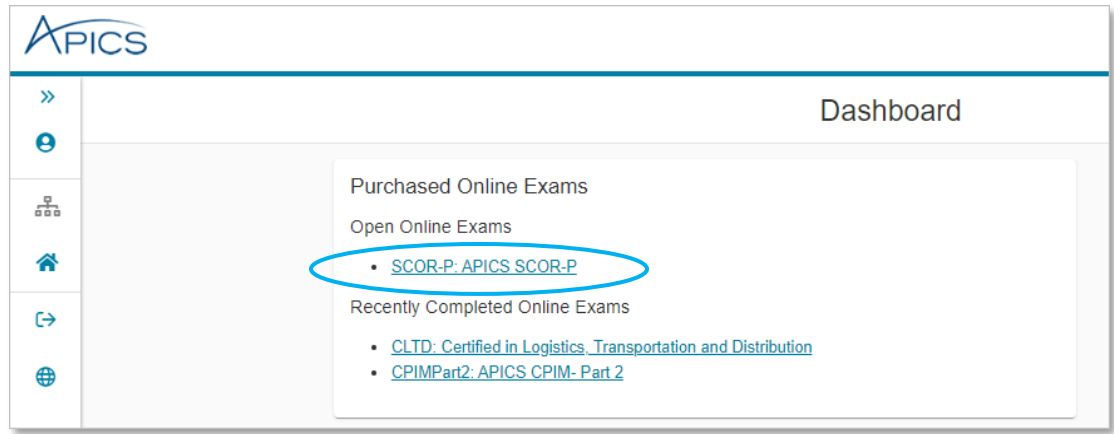 APICS
Dashboard
Purchased Online Exams
Open Online Exams
SCOR-P: APICS SCOR-P
Recently Completed Online Exams
CLTD: Certified in Logistics, Transportation and Distribution
CPIMPart2: APICS CPIM- Part 2